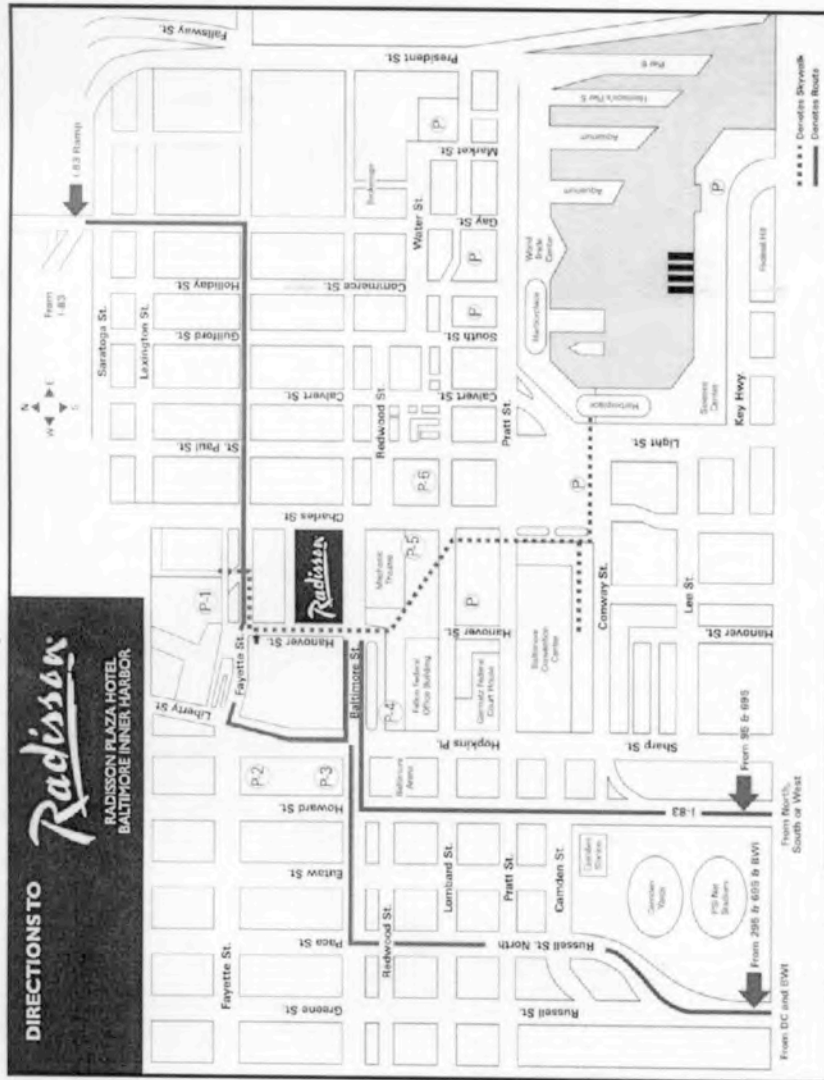 DIRECTIONS TO
Radisson
RADISSON PLAZA HOTEL
BALTIMORE INNER HARBOR
N
W
E
S
From
I-83
I-83 Ramp
Fallsway St.
President St.
Saratoga St.
Lexington St.
Holliday St.
Guilford St.
Calvert St.
St. Paul St.
Charles St
Liberty St.
Fayette St.
Fayette St.
Hanover St.
P-1
P-2
P-3
P-4
P-5
P-6
Radisson
Howard St.
Eutaw St.
Paca St.
Greene St.
Baltimore St.
Redwood St.
Redwood St
Commerce St.
Water St.
Gay St.
Market St.
South St.
Calvert St.
Mechanic
Theatre
Fallon Federal
Office Building
Garmatz Federal
Court House
Baltimore
Arena
Hopkins Pl.
Hanover St.
Lombard St.
Pratt St.
Pratt St.
Camden St.
Camden
Station
Baltimore
Convention
Center
Conway St.
Lee St.
Sharp St.
Hanover St.
Light St.
Key Hwy.
P
P
P
P
P
P
P
World
Trade
Center
Harborplace
Harborplace
Aquarium
Aquarium
Harrison's Pier 5
Pier 6
Science
Center
Federal Hill
Camden
Yards
PSI Net
Stadium
I-83
Russell St.
Russell St. North
From 95 & 695
From North,
South or West
From 295 & 695 & BWI
From DC and BWI
Denotes Skywalk
Denotes Route